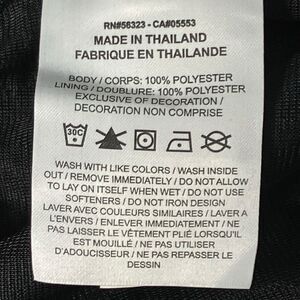 RN#56323 - CA#05553
MADE IN THAILAND
FABRIQUE EN THAILANDE
BODY / CORPS: 100% POLYESTER
LINING / DOUBLURE: 100% POLYESTER
EXCLUSIVE OF DECORATION /
DECORATION NON COMPRISE
30C
WASH WITH LIKE COLORS / WASH INSIDE
OUT / REMOVE IMMEDIATELY / DO NOT ALLOW
TO LAY ON ITSELF WHEN WET / DO NOT USE
SOFTENERS / DO NOT IRON DESIGN
LAVER AVEC COULEURS SIMILAIRES / LAVER A
L'ENVERS / ENLEVER IMMEDIATEMENT / NE
PAS LAISSER LE VÊTEMENT PLIÉ LORSQU'IL
EST MOUILLÉ / NE PAS UTILISER
D'ADOUCISSEUR / NE PAS REPASSER LE
DESSIN